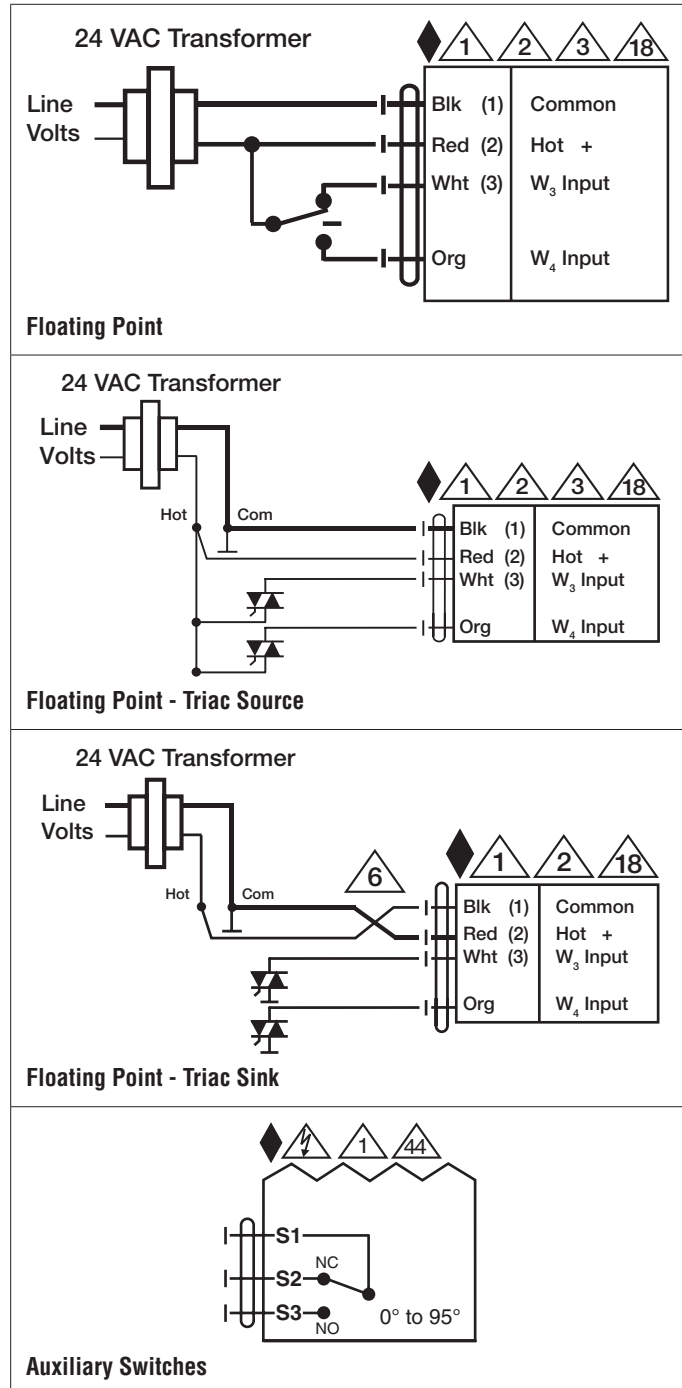 24 VAC Transformer
1 2 3 18
Line
Volts
Blk (1) Common
Red (2) Hot +
Wht (3) W3 Input
Org W4 Input
Floating Point
24 VAC Transformer
Line
Volts
1 2 3 18
Hot Com
Blk (1) Common
Red (2) Hot +
Wht (3) W3 Input
Org W4 Input
Floating Point - Triac Source
24 VAC Transformer
Line
Volts
1 2 18
6
Hot Com
Blk (1) Common
Red (2) Hot +
Wht (3) W3 Input
Org W4 Input
Floating Point - Triac Sink
1 44
S1
NC
S2
S3 0° to 95°
NO
Auxiliary Switches